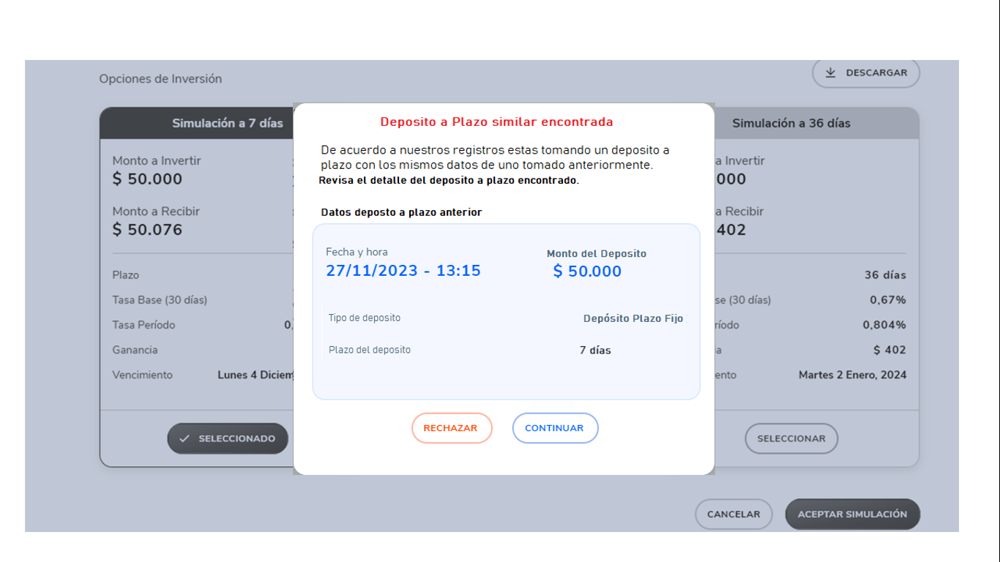 Opciones de Inversión
DESCARGAR
Simulación a 7 días
Monto a Invertir
$ 50.000
Monto a Recibir
$ 50.076
Plazo
Tasa Base (30 días)
Tasa Período
0,
Ganancia
Vencimiento
Lunes 4 Diciem
SELECCIONADO
Deposito a Plazo similar encontrada
De acuerdo a nuestros registros estas tomando un deposito a
plazo con los mismos datos de uno tomado anteriormente.
Revisa el detalle del deposito a plazo encontrado.
Datos deposto a plazo anterior
Fecha y hora
27/11/2023 - 13:15
Monto del Deposito
$ 50.000
Tipo de deposito
Depósito Plazo Fijo
Plazo del deposito
7 días
RECHAZAR
CONTINUAR
Simulación a 36 días
a Invertir
000
a Recibir
402
36 días
se (30 días)
0,67%
ríodo
0,804%
a
$ 402
ento
Martes 2 Enero, 2024
SELECCIONAR
CANCELAR
ACEPTAR SIMULACIÓN